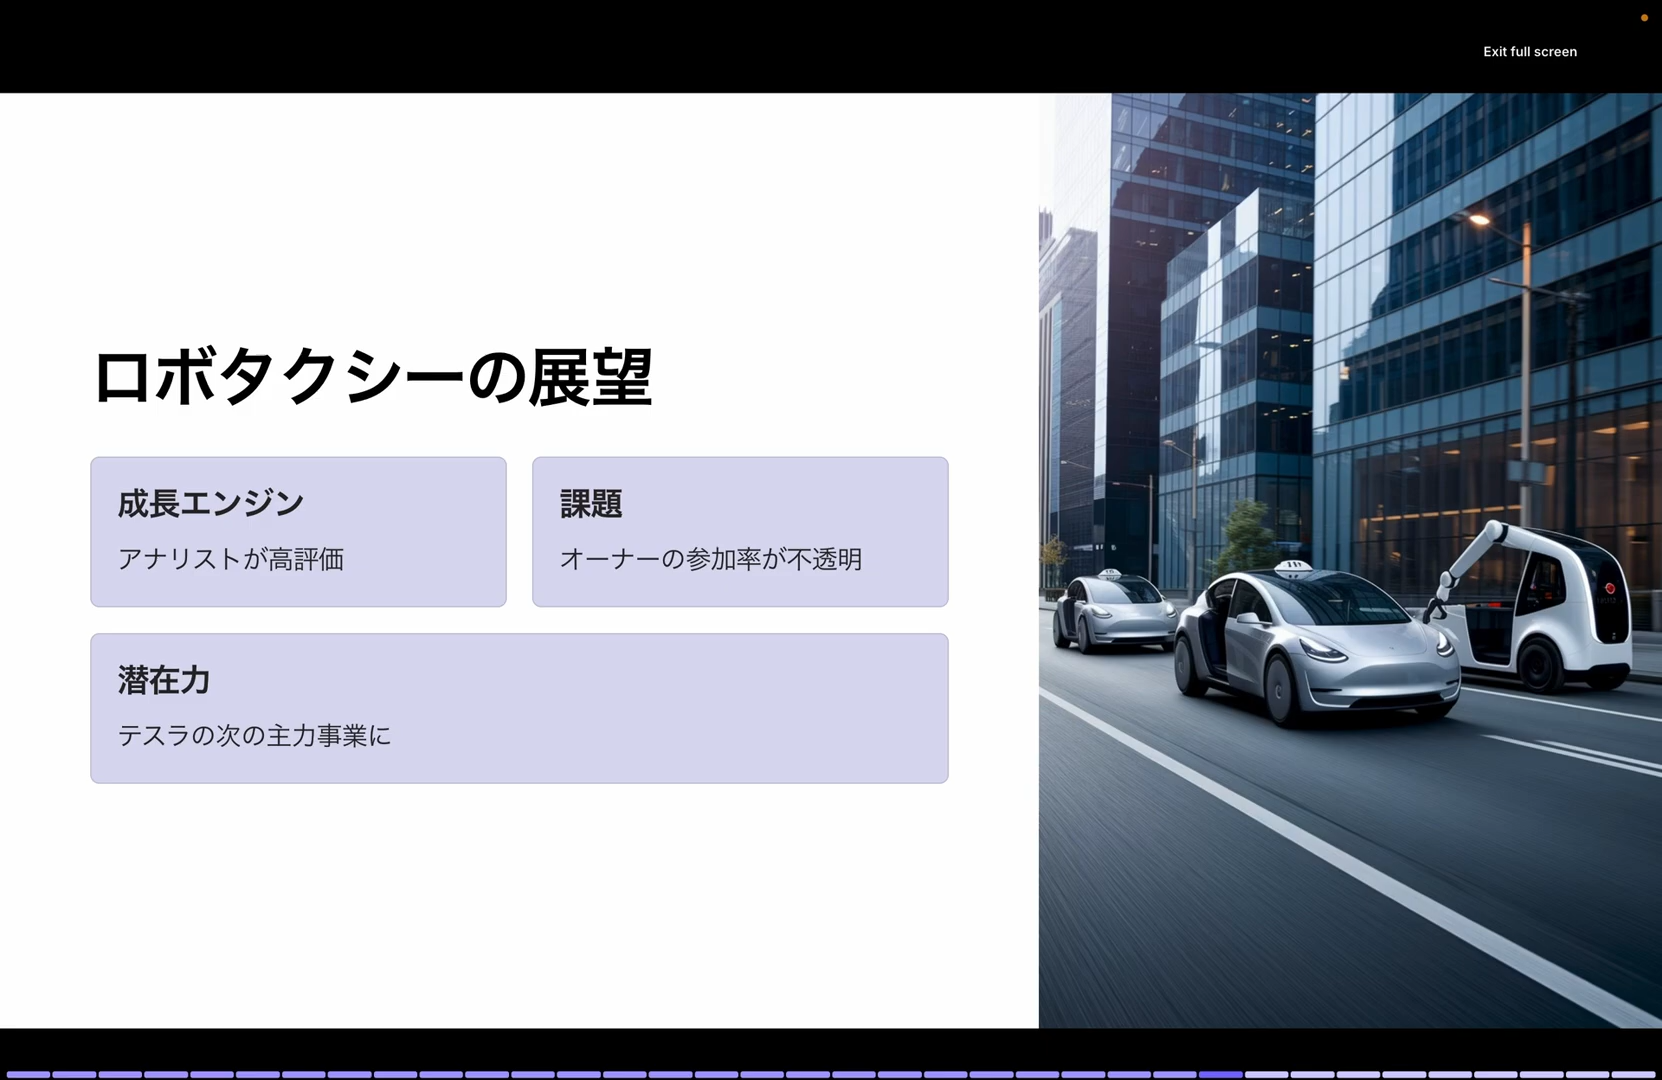 Exit full screen
ロボタクシーの展望
成長エンジン
アナリストが高評価
課題
オーナーの参加率が不透明
潜在力
テスラの次の主力事業に